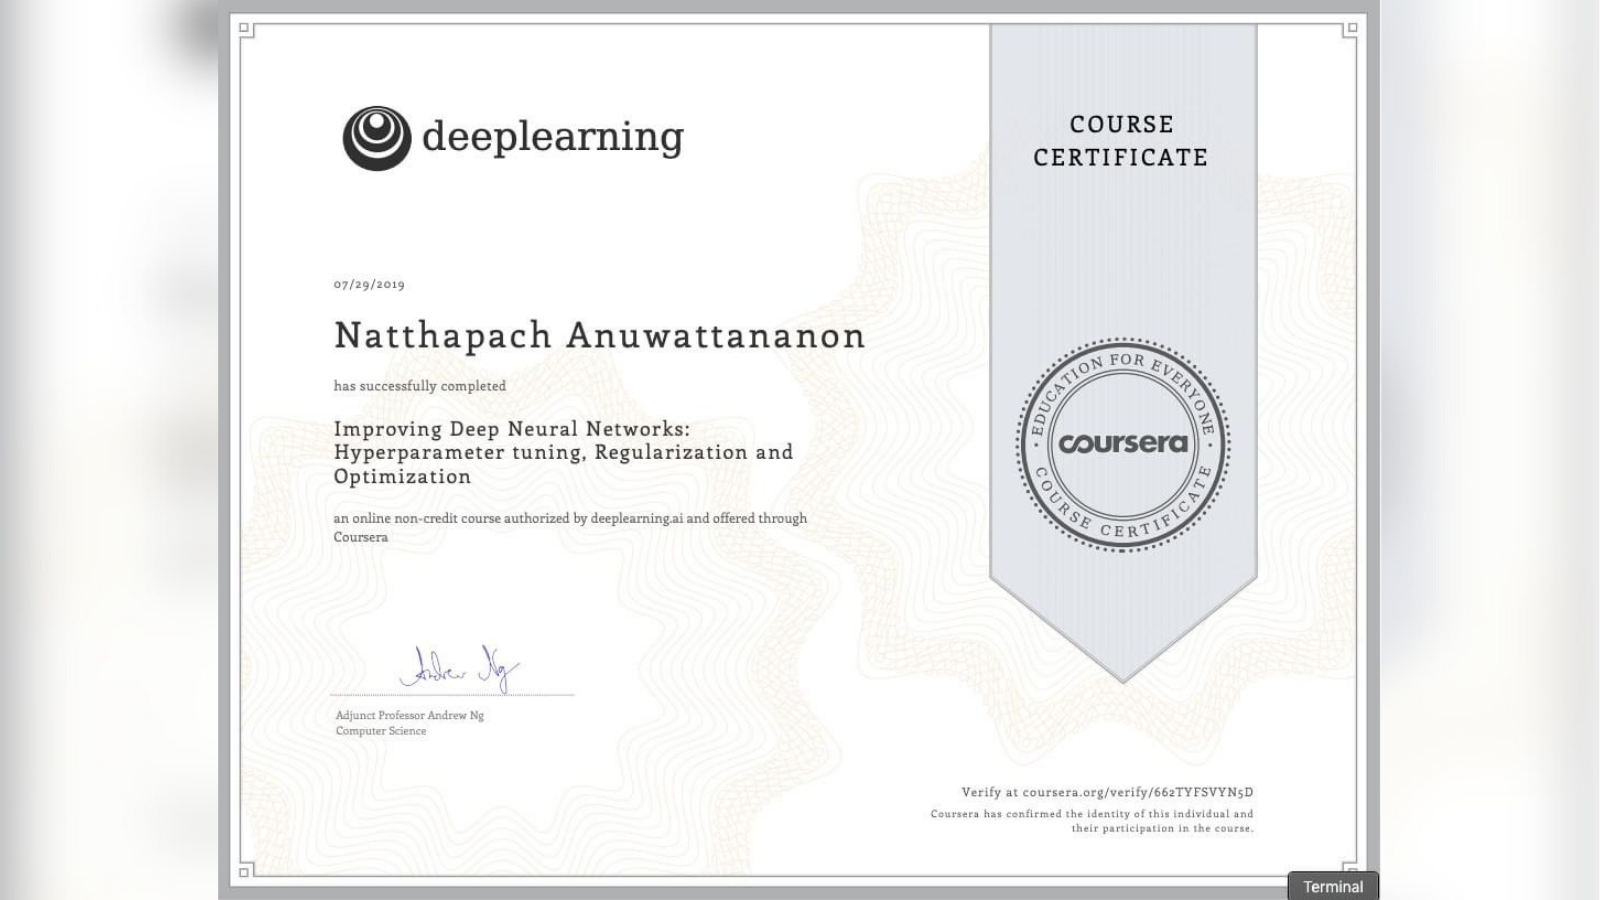 deeplearning
COURSE
CERTIFICATE
07/29/2019
Natthapach Anuwattananon
has successfully completed
Improving Deep Neural Networks:
Hyperparameter tuning, Regularization and
Optimization
an online non-credit course authorized by deeplearning.ai and offered through
Coursera
EDUCATION FOR EVERYONE
coursera
COURSE CERTIFICATE
Andrew Ng
Adjunct Professor Andrew Ng
Computer Science
Verify at coursera.org/verify/662TYFSVYN5D
Coursera has confirmed the identity of this individual and
their participation in the course.
Terminal